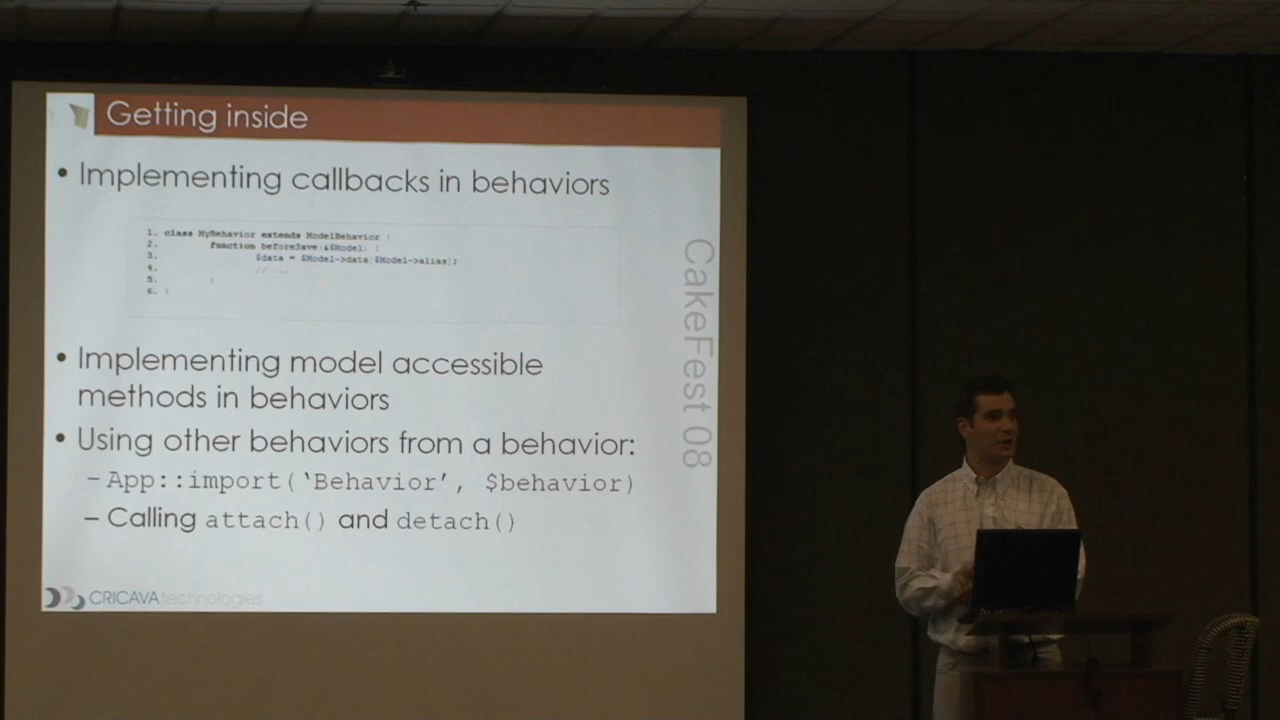 Getting inside
• Implementing callbacks in behaviors
1. class MyBehavior extends ModelBehavior {
2. function beforeSave(&$Model) {
3. $data = $Model->data[$Model->alias];
4. // ...
5. }
6. }
• Implementing model accessible
methods in behaviors
• Using other behaviors from a behavior:
– App::import(‘Behavior’, $behavior)
– Calling attach() and detach()
CakeFest 08
CRICAVA technologies